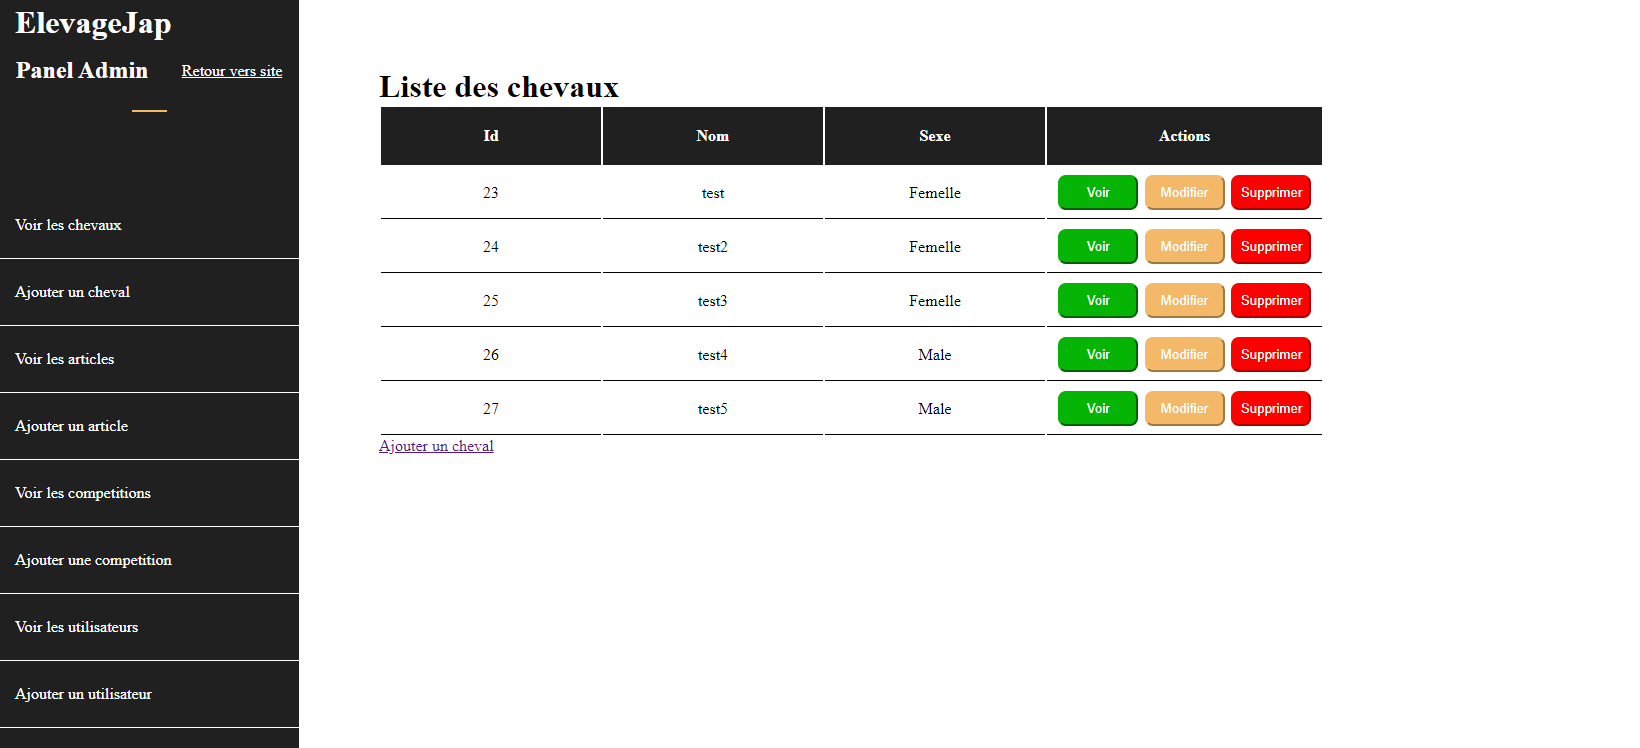 ElevageJap
Panel Admin Retour vers site
Voir les chevaux
Ajouter un cheval
Voir les articles
Ajouter un article
Voir les competitions
Ajouter une competition
Voir les utilisateurs
Ajouter un utilisateur
Liste des chevaux
Id Nom Sexe Actions
23 test Femelle Voir Modifier Supprimer
24 test2 Femelle Voir Modifier Supprimer
25 test3 Femelle Voir Modifier Supprimer
26 test4 Male Voir Modifier Supprimer
27 test5 Male Voir Modifier Supprimer
Ajouter un cheval